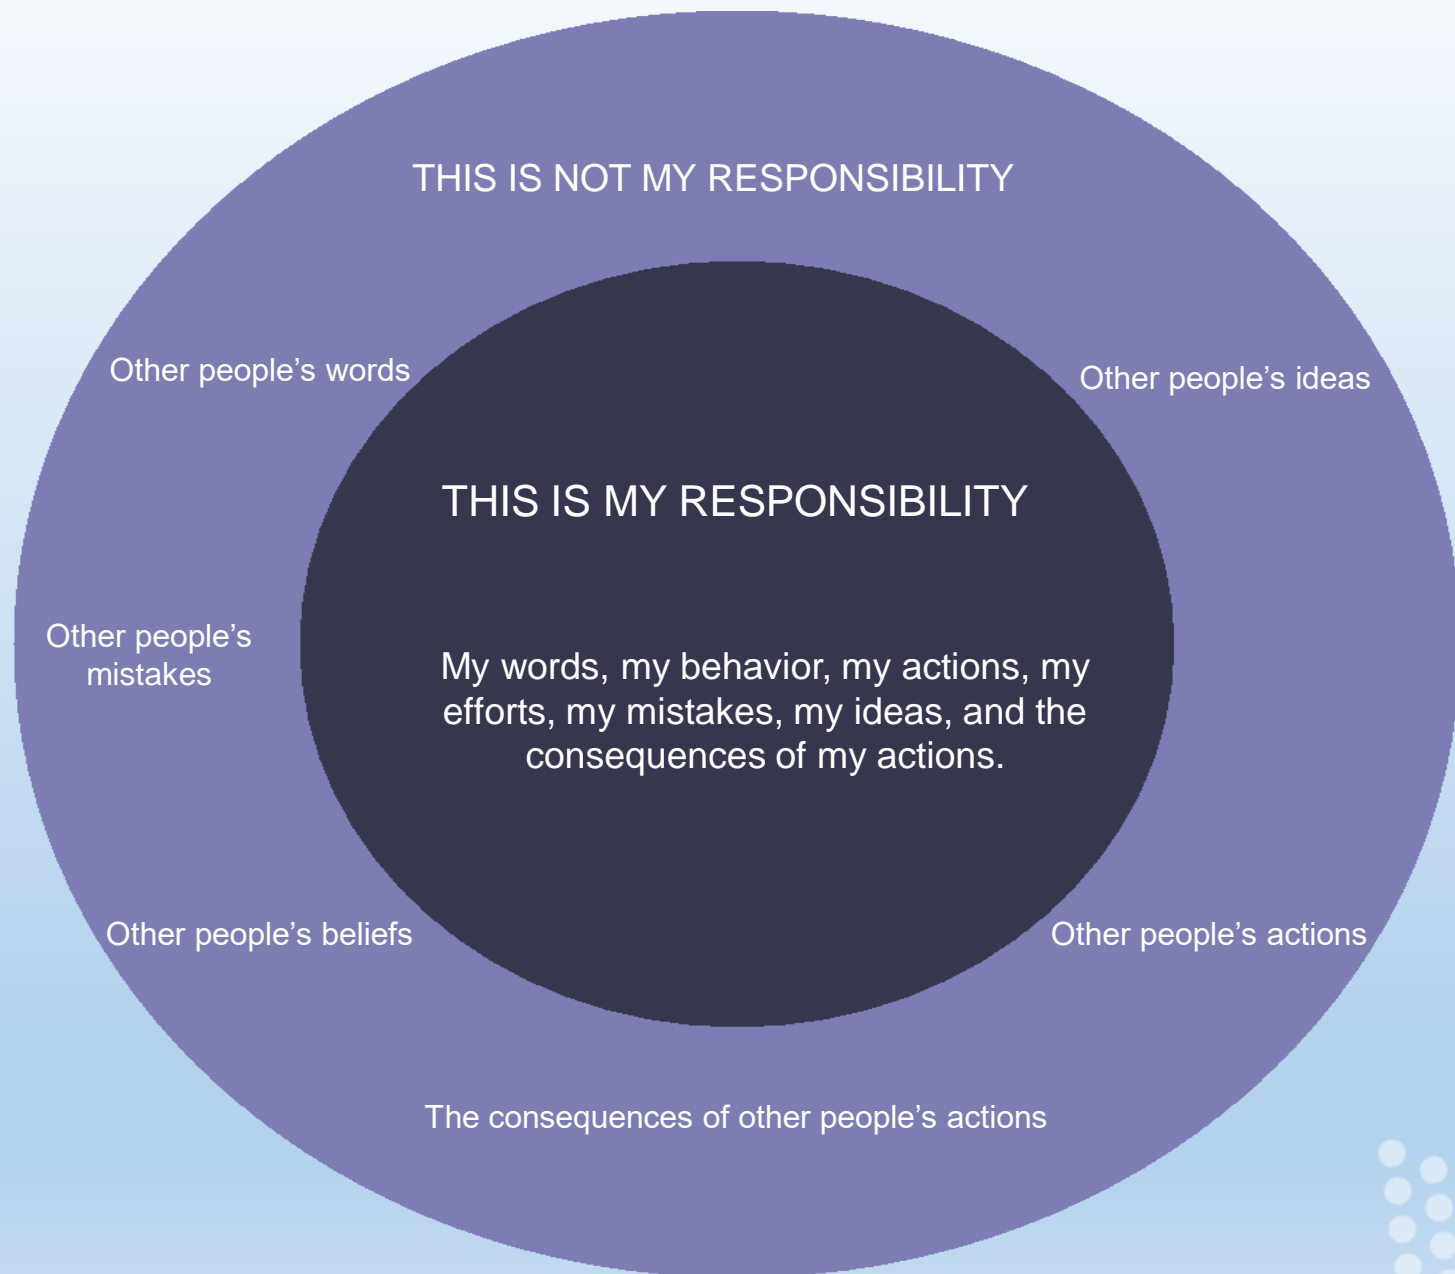 THIS IS NOT MY RESPONSIBILITY
Other people’s words
Other people’s ideas
THIS IS MY RESPONSIBILITY
Other people’s
mistakes
My words, my behavior, my actions, my
efforts, my mistakes, my ideas, and the
consequences of my actions.
Other people’s beliefs
Other people’s actions
The consequences of other people’s actions